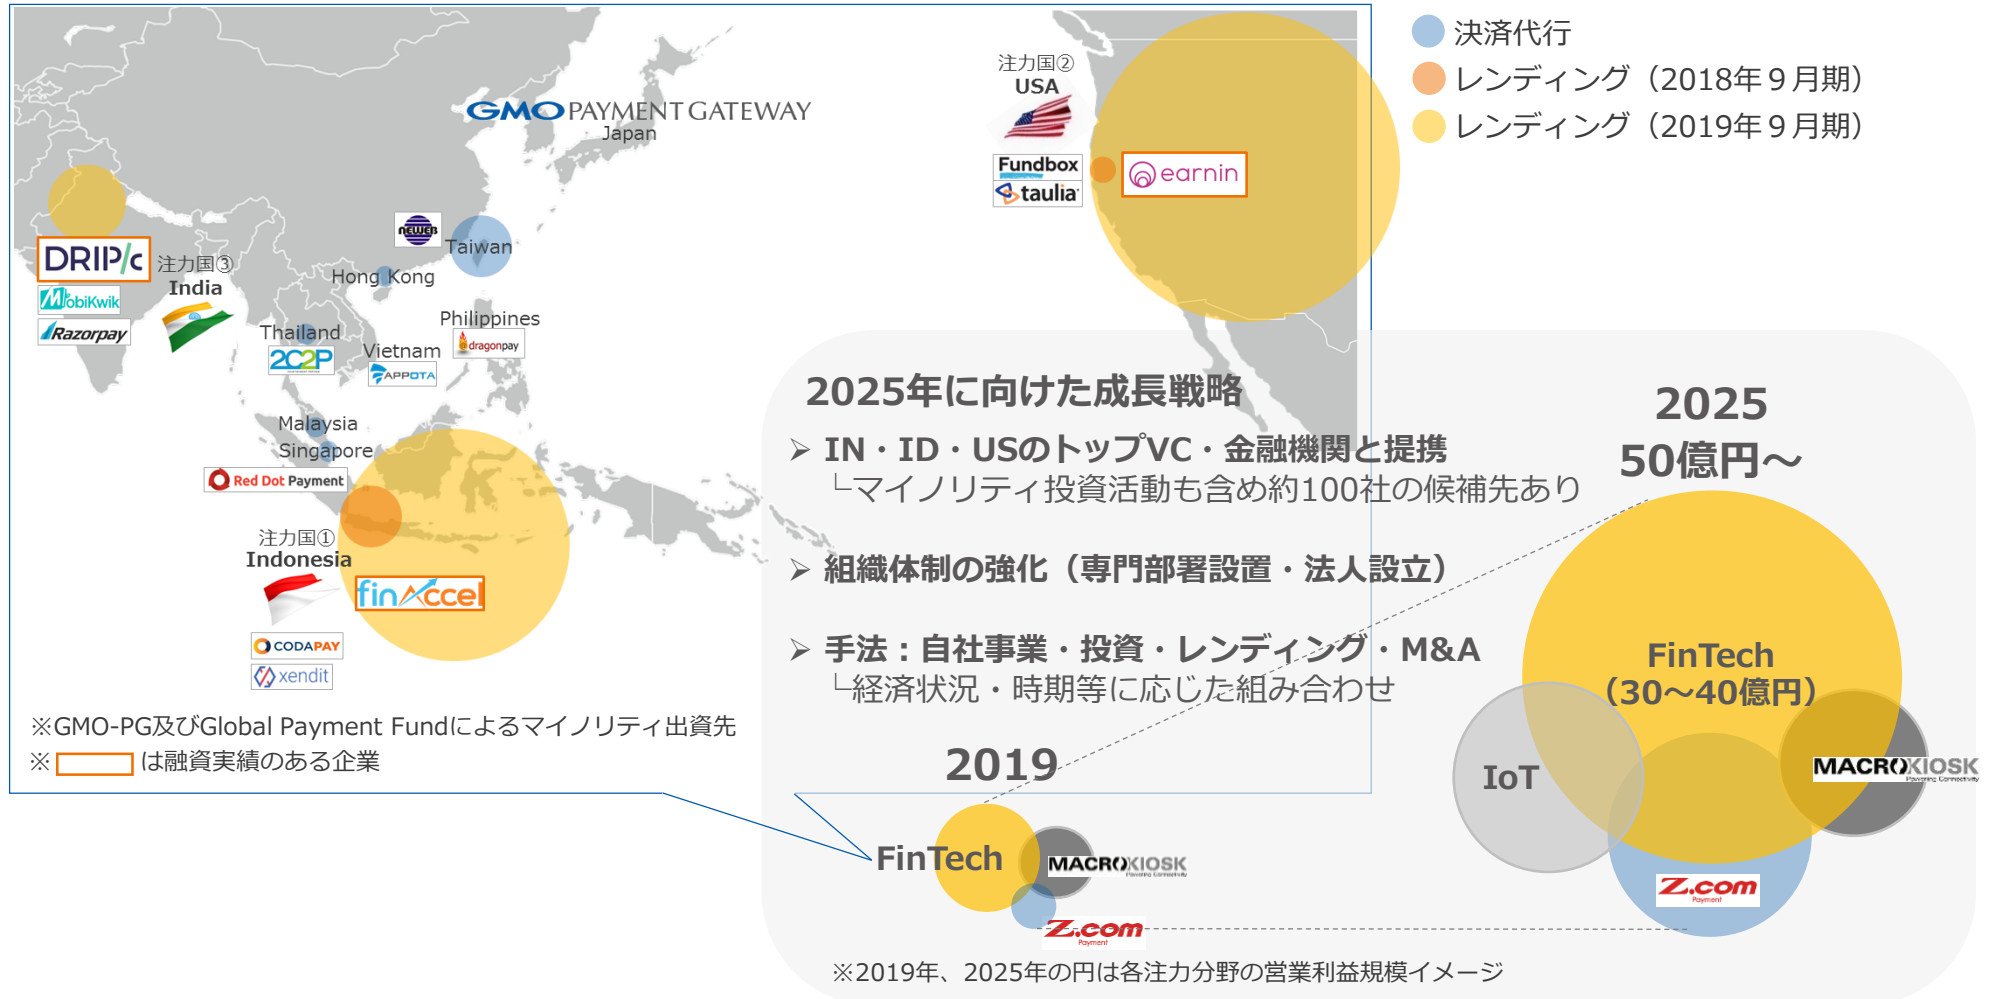 決済代行
レンディング（2018年９月期）
レンディング（2019年９月期）
GMO PAYMENT GATEWAY
Japan
注力国②
USA
Fundbox
taulia
earnin
NEWEB
Taiwan
Hong Kong
DRIP/c
注力国③
India
MobiKwik
Razorpay
Thailand
2C2P
Vietnam
APPOTA
Philippines
dragonpay
Malaysia
Singapore
Red Dot Payment
注力国①
Indonesia
finAccel
CODAPAY
xendit
※GMO-PG及びGlobal Payment Fundによるマイノリティ出資先
※ は融資実績のある企業
2025年に向けた成長戦略
➢ IN・ID・USのトップVC・金融機関と提携
└マイノリティ投資活動も含め約100社の候補先あり
➢ 組織体制の強化（専門部署設置・法人設立）
➢ 手法：自社事業・投資・レンディング・M&A
└経済状況・時期等に応じた組み合わせ
2019
FinTech
MACROKIOSK
Powering Connectivity
Z.com
Payment
2025
50億円～
FinTech
（30～40億円）
IoT
MACROKIOSK
Powering Connectivity
Z.com
Payment
※2019年、2025年の円は各注力分野の営業利益規模イメージ